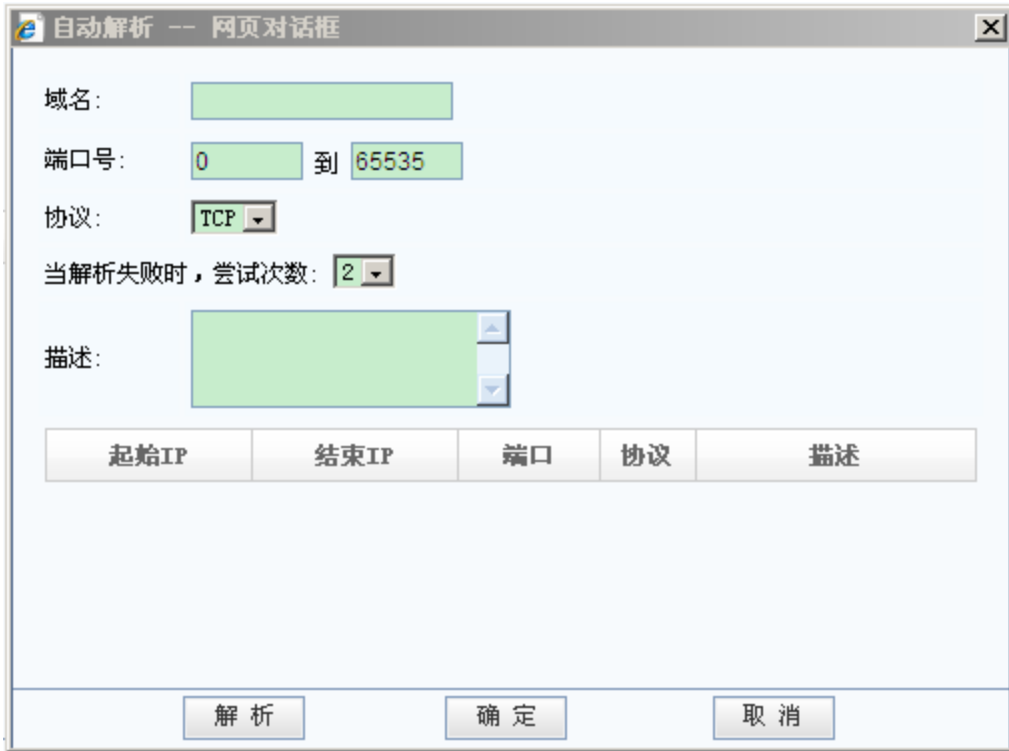 自动解析 -- 网页对话框
域名:
端口号: 0 到 65535
协议: TCP
当解析失败时，尝试次数: 2
描述:
起始IP 结束IP 端口 协议 描述
解 析 确 定 取 消